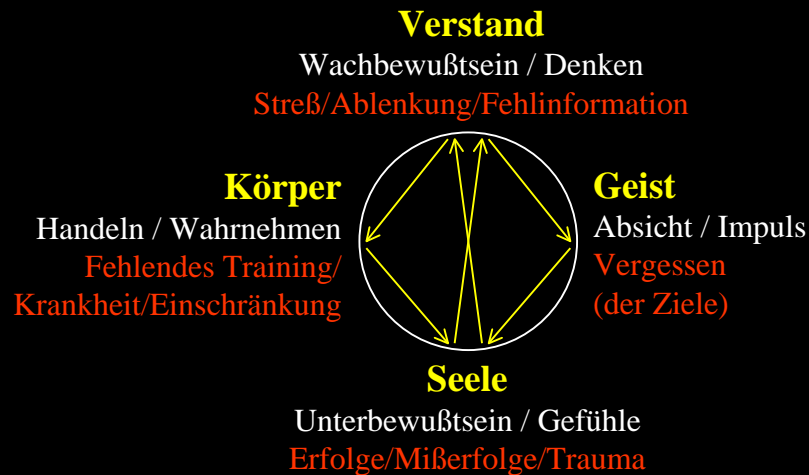 Verstand
Wachbewußtsein / Denken
Streß/Ablenkung/Fehlinformation
Körper
Handeln / Wahrnehmen
Fehlendes Training/
Krankheit/Einschränkung
Geist
Absicht / Impuls
Vergessen
(der Ziele)
Seele
Unterbewußtsein / Gefühle
Erfolge/Mißerfolge/Trauma